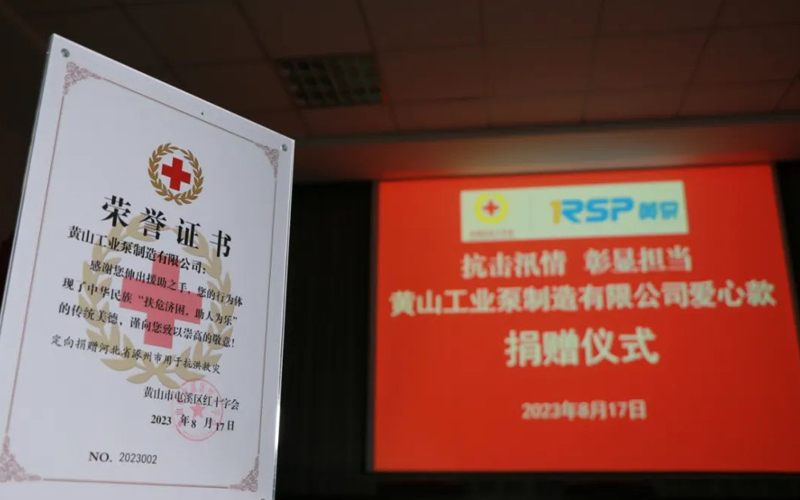 荣誉证书
黄山工业泵制造有限公司：
感谢您伸出援助之手，您的行为体
现了中华民族“扶危济困，助人为乐”
的传统美德，谨向您致以崇高的敬意！
定向捐赠河北省涿州市用于抗洪救灾
黄山市屯溪区红十字会
2023 年 8 月 17 日
NO. 2023002
RSP 黄泵
抗击汛情 彰显担当
黄山工业泵制造有限公司爱心款
捐赠仪式
2023年8月17日